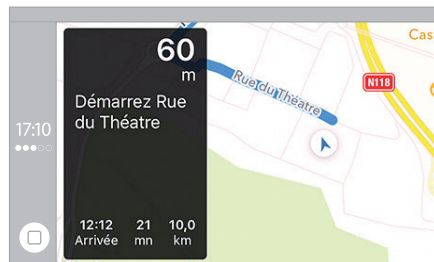 60
m
Démarrez Rue
du Théatre
17:10
12:12 21 10,0
Arrivée mn km
Rue du Théatre
N118